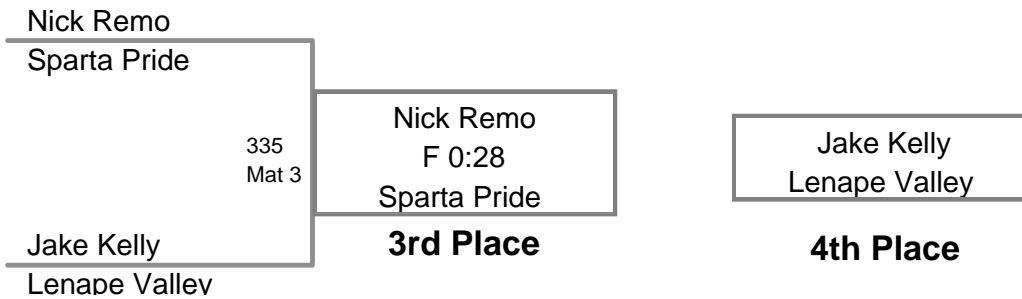 Nick Remo
Sparta Pride
335
Mat 3
Nick Remo
F 0:28
Sparta Pride
3rd Place
Jake Kelly
Lenape Valley
4th Place
Jake Kelly
Lenape Valley